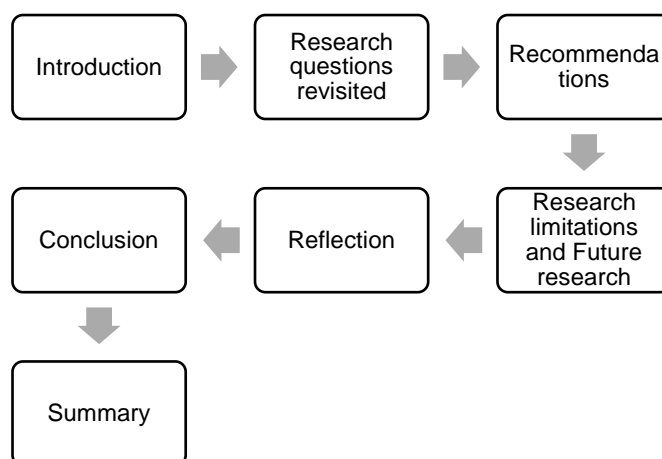 Introduction
Research
questions
revisited
Recommenda
tions
Research
limitations
and Future
research
Reflection
Conclusion
Summary